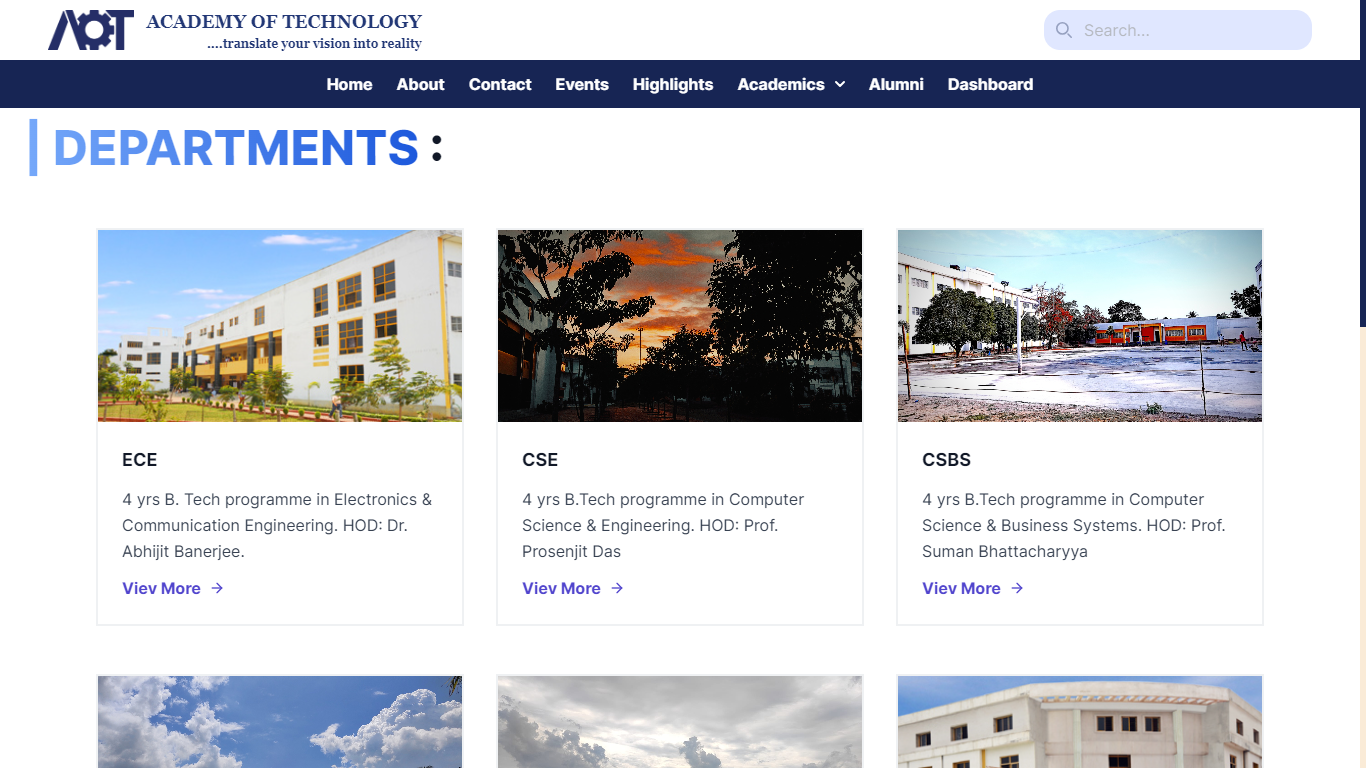 AOT
ACADEMY OF TECHNOLOGY
....translate your vision into reality
Search...
Home About Contact Events Highlights Academics Alumni Dashboard
DEPARTMENTS :
ECE
4 yrs B. Tech programme in Electronics &
Communication Engineering. HOD: Dr.
Abhijit Banerjee.
Viev More
CSE
4 yrs B.Tech programme in Computer
Science & Engineering. HOD: Prof.
Prosenjit Das
Viev More
CSBS
4 yrs B.Tech programme in Computer
Science & Business Systems. HOD: Prof.
Suman Bhattacharyya
Viev More